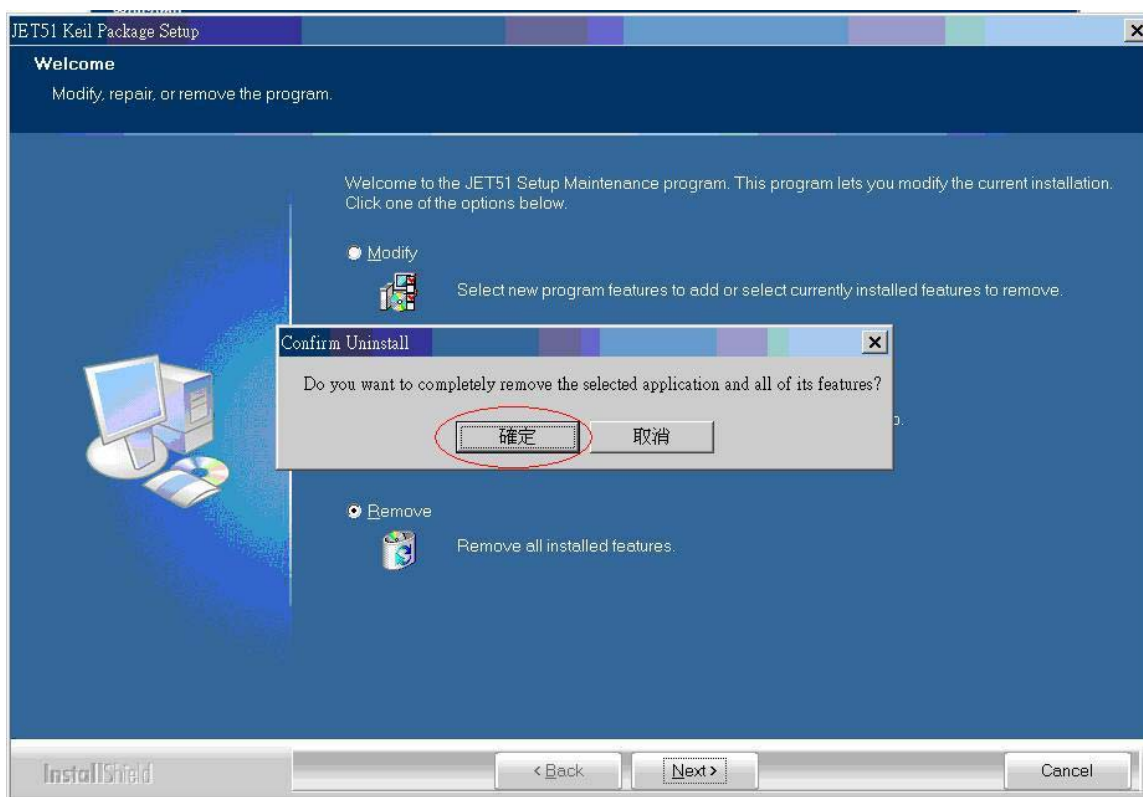 JET51 Keil Package Setup
Welcome
Modify, repair, or remove the program.
Welcome to the JET51 Setup Maintenance program. This program lets you modify the current installation.
Click one of the options below.
Modify
Select new program features to add or select currently installed features to remove.
Confirm Uninstall
Do you want to completely remove the selected application and all of its features?
確定
取消
Remove
Remove all installed features.
InstallShield
< Back
Next >
Cancel